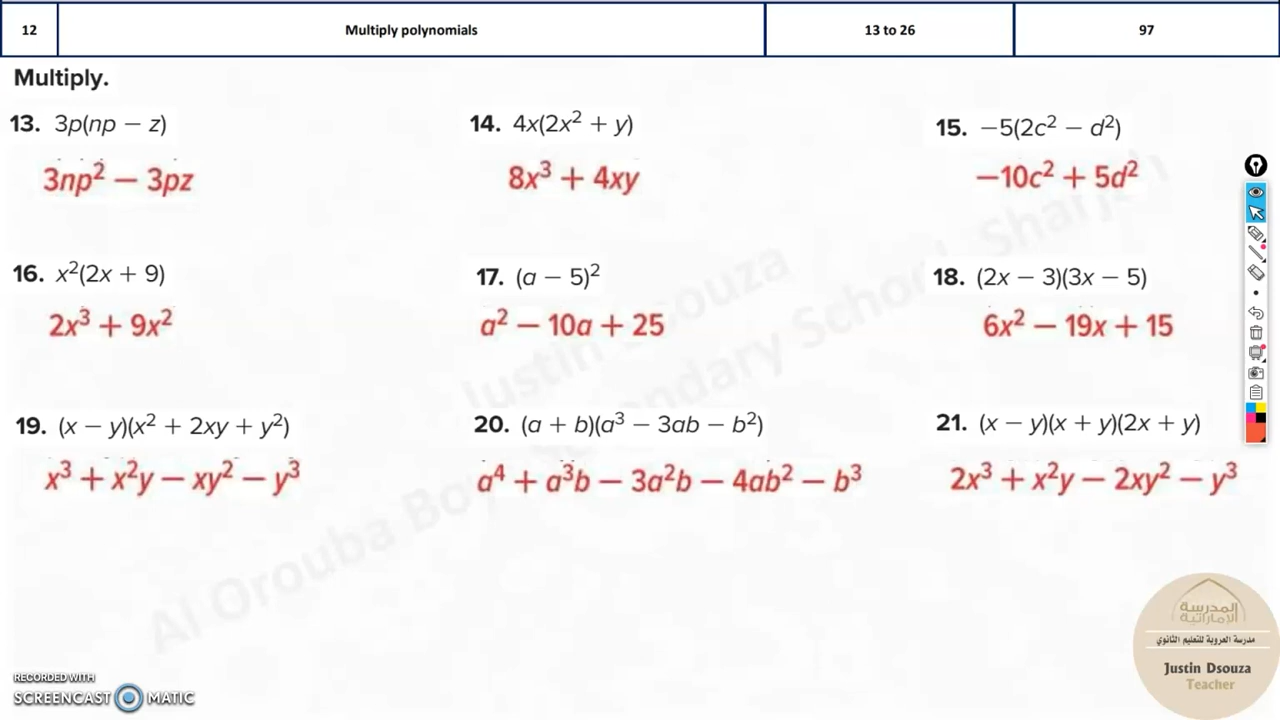 12 Multiply polynomials 13 to 26 97
Multiply.
13. 3p(np − z)
3np² − 3pz
14. 4x(2x² + y)
8x³ + 4xy
15. −5(2c² − d²)
−10c² + 5d²
16. x²(2x + 9)
2x³ + 9x²
17. (a − 5)²
a² − 10a + 25
18. (2x − 3)(3x − 5)
6x² − 19x + 15
19. (x − y)(x² + 2xy + y²)
x³ + x²y − xy² − y³
20. (a + b)(a³ − 3ab − b²)
a⁴ + a³b − 3a²b − 4ab² − b³
21. (x − y)(x + y)(2x + y)
2x³ + x²y − 2xy² − y³
المدرسة
الإماراتية
مدرسة العروبة للتعليم الثانوي
Justin Dsouza
Teacher
RECORDED WITH
SCREENCAST MATIC